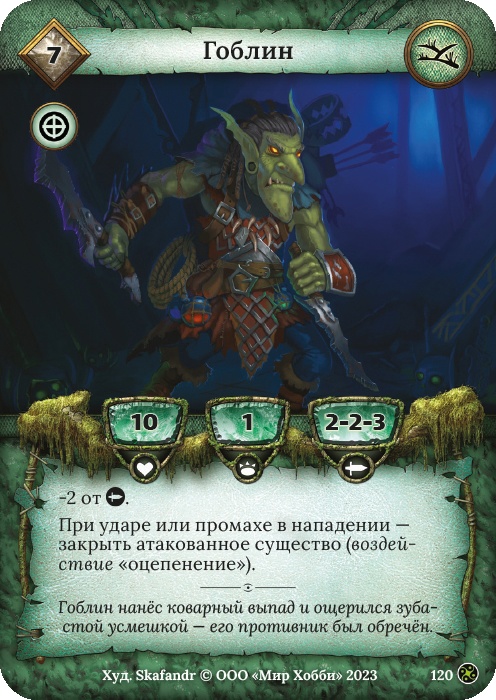 7
Гоблин
10
1
2-2-3
-2 от .
При ударе или промахе в нападении —
закрыть атакованное существо (воздей-
ствие «оцепенение»).
Гоблин нанёс коварный выпад и ощерился зуба-
стой усмешкой — его противник был обречён.
Худ. Skafandr © ООО «Мир Хобби» 2023
120